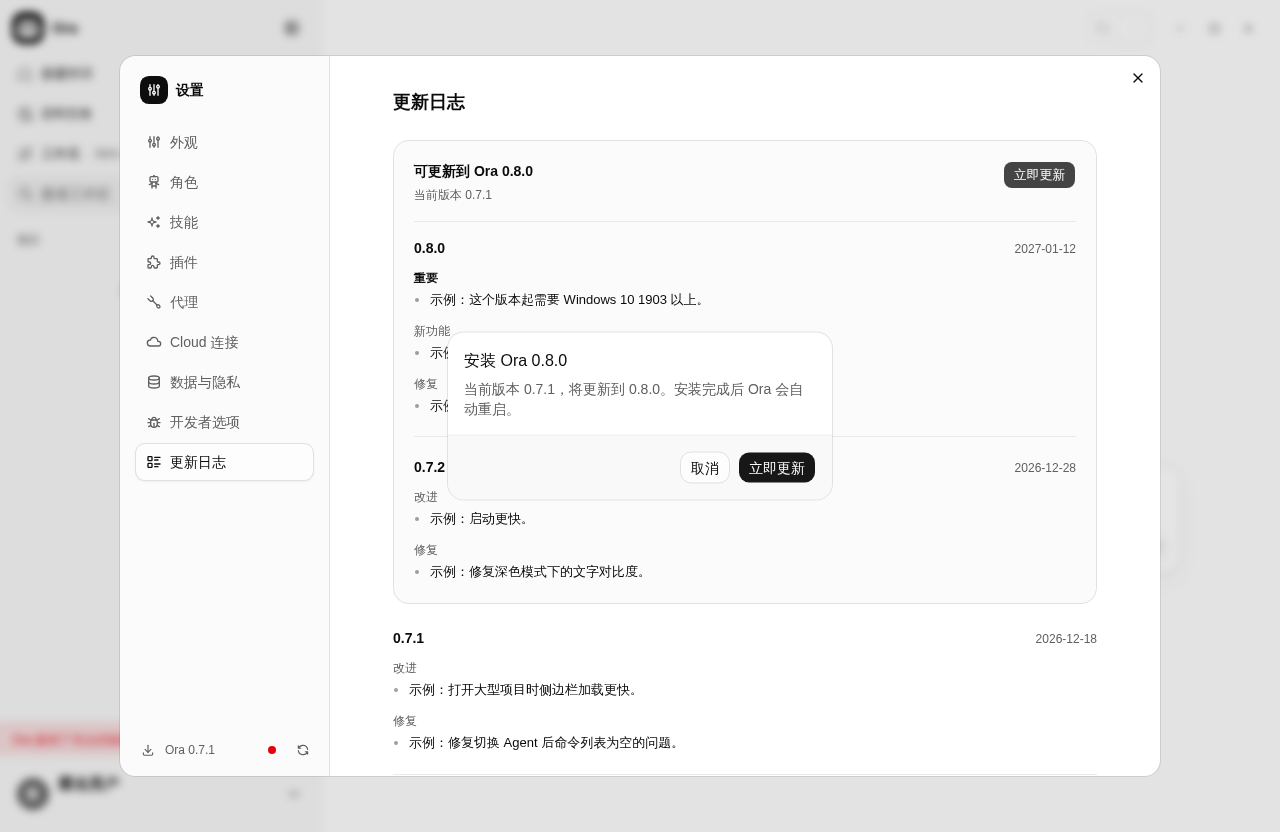 Ora
设置
外观
角色
技能
插件
代理
Cloud 连接
数据与隐私
开发者选项
更新日志
Ora 0.7.1
更新日志
可更新到 Ora 0.8.0
立即更新
当前版本 0.7.1
0.8.0
2027-01-12
重要
示例：这个版本起需要 Windows 10 1903 以上。
新功能
示例
修复
示例
安装 Ora 0.8.0
当前版本 0.7.1，将更新到 0.8.0。安装完成后 Ora 会自
动重启。
取消
立即更新
0.7.2
2026-12-28
改进
示例：启动更快。
修复
示例：修复深色模式下的文字对比度。
0.7.1
2026-12-18
改进
示例：打开大型项目时侧边栏加载更快。
修复
示例：修复切换 Agent 后命令列表为空的问题。